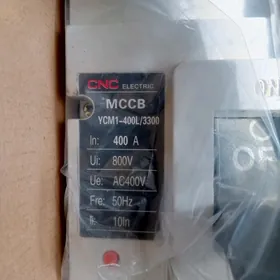 CNC ELECTRIC
MCCB
YCM1-400L/3300
In: 400 A
Ui: 800V
Ue: AC400V
Fre: 50Hz
Ii: 10In